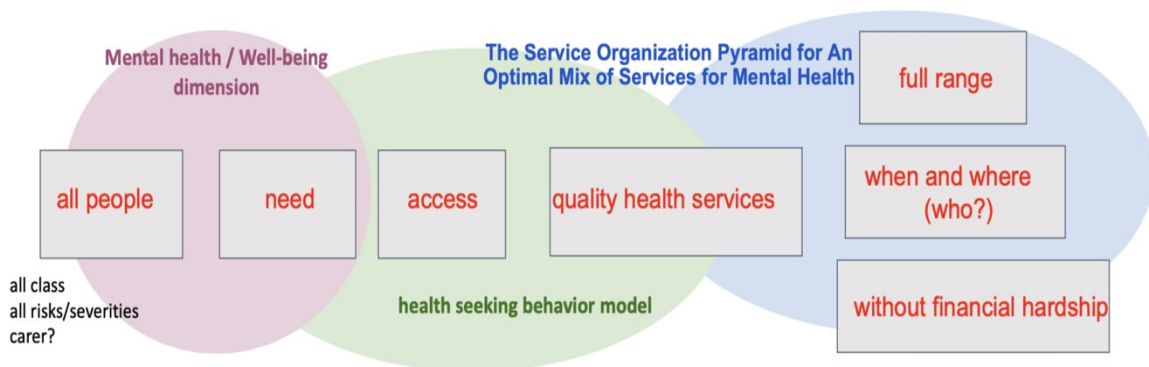 Mental health / Well-being
dimension
The Service Organization Pyramid for An
Optimal Mix of Services for Mental Health
full range
all people
need
access
quality health services
when and where
(who?)
all class
all risks/severities
carer?
health seeking behavior model
without financial hardship